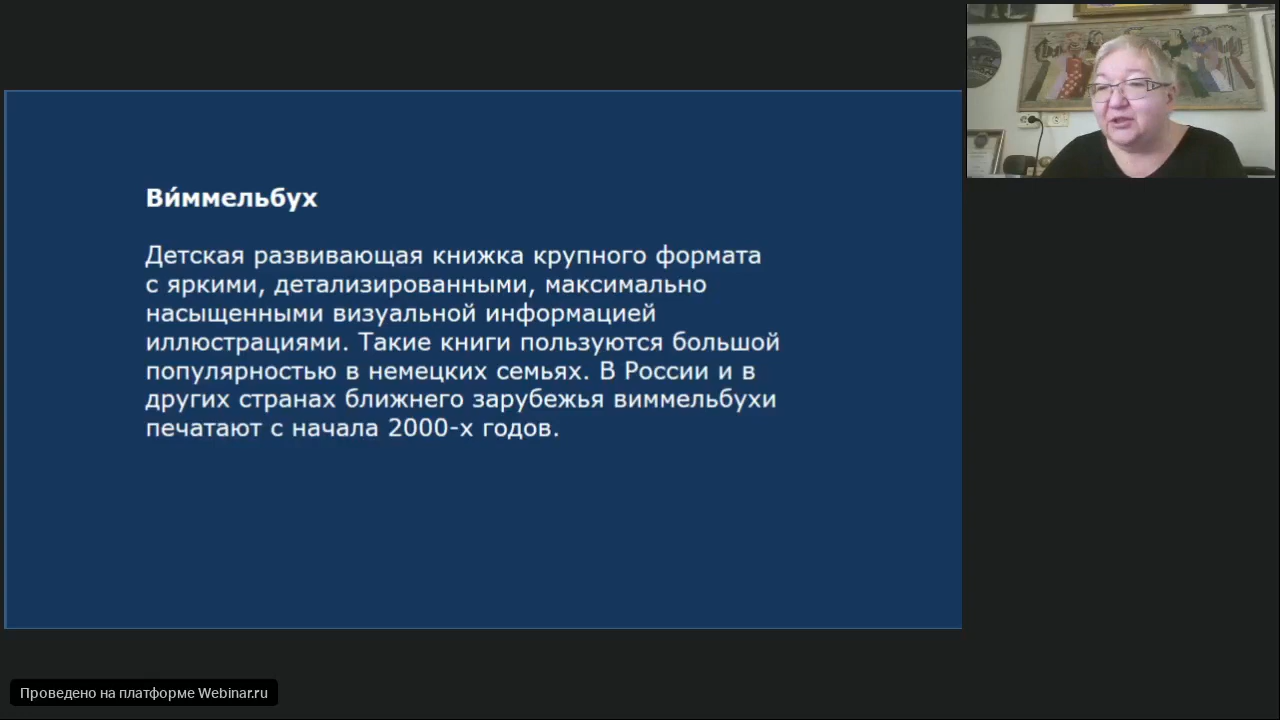 Ви́ммельбух
Детская развивающая книжка крупного формата
с яркими, детализированными, максимально
насыщенными визуальной информацией
иллюстрациями. Такие книги пользуются большой
популярностью в немецких семьях. В России и в
других странах ближнего зарубежья виммельбухи
печатают с начала 2000-х годов.
Проведено на платформе Webinar.ru